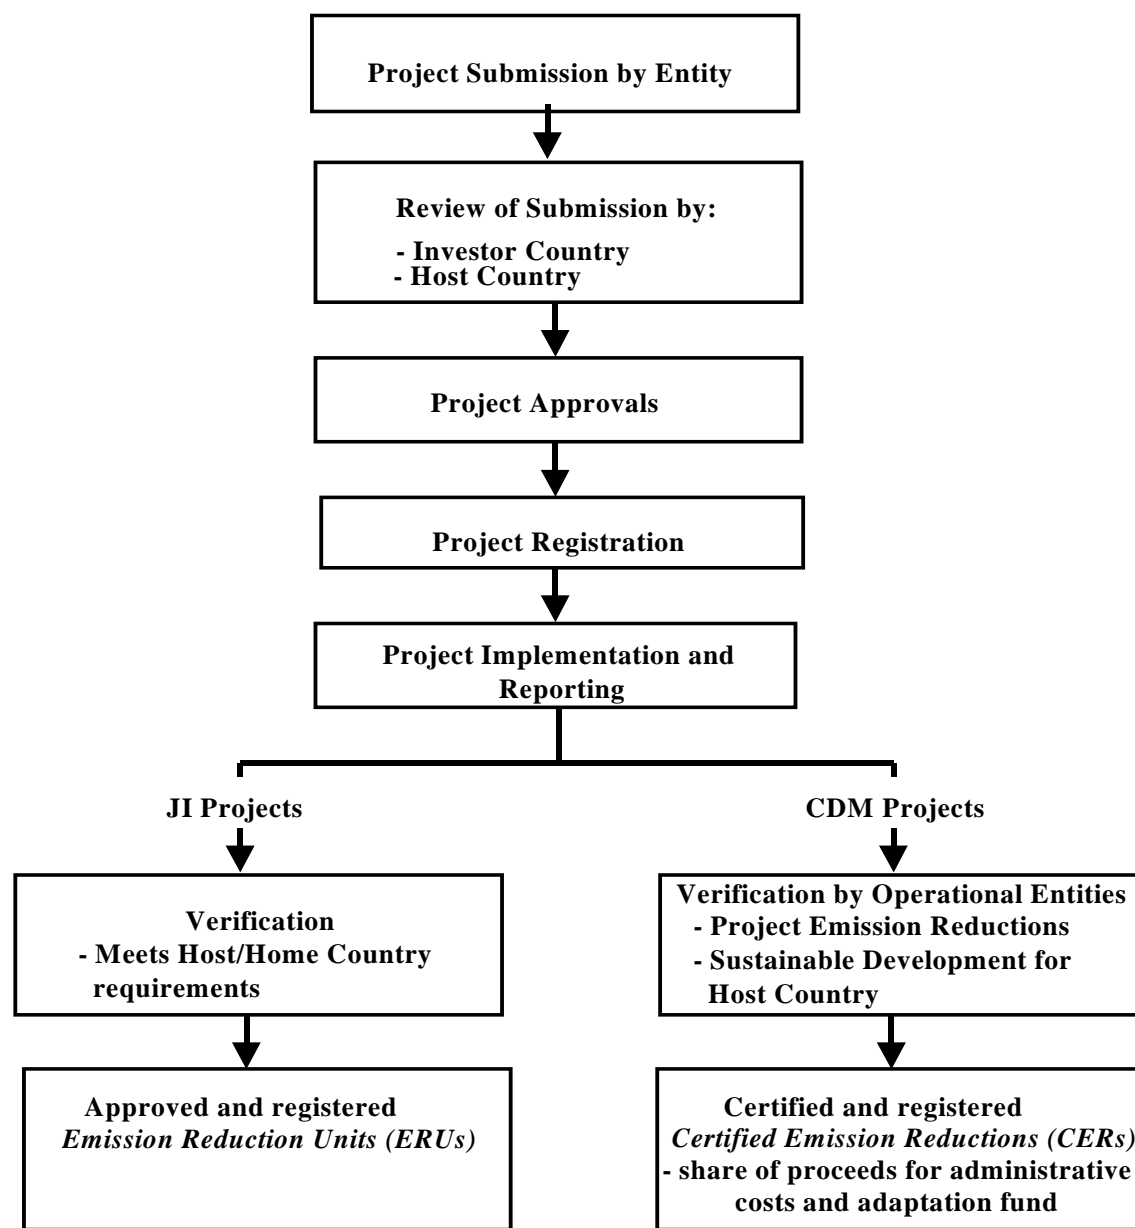 Project Submission by Entity
Review of Submission by:
- Investor Country
- Host Country
Project Approvals
Project Registration
Project Implementation and
Reporting
JI Projects
Verification
- Meets Host/Home Country
requirements
Approved and registered
Emission Reduction Units (ERUs)
CDM Projects
Verification by Operational Entities
- Project Emission Reductions
- Sustainable Development for
Host Country
Certified and registered
Certified Emission Reductions (CERs)
- share of proceeds for administrative
costs and adaptation fund